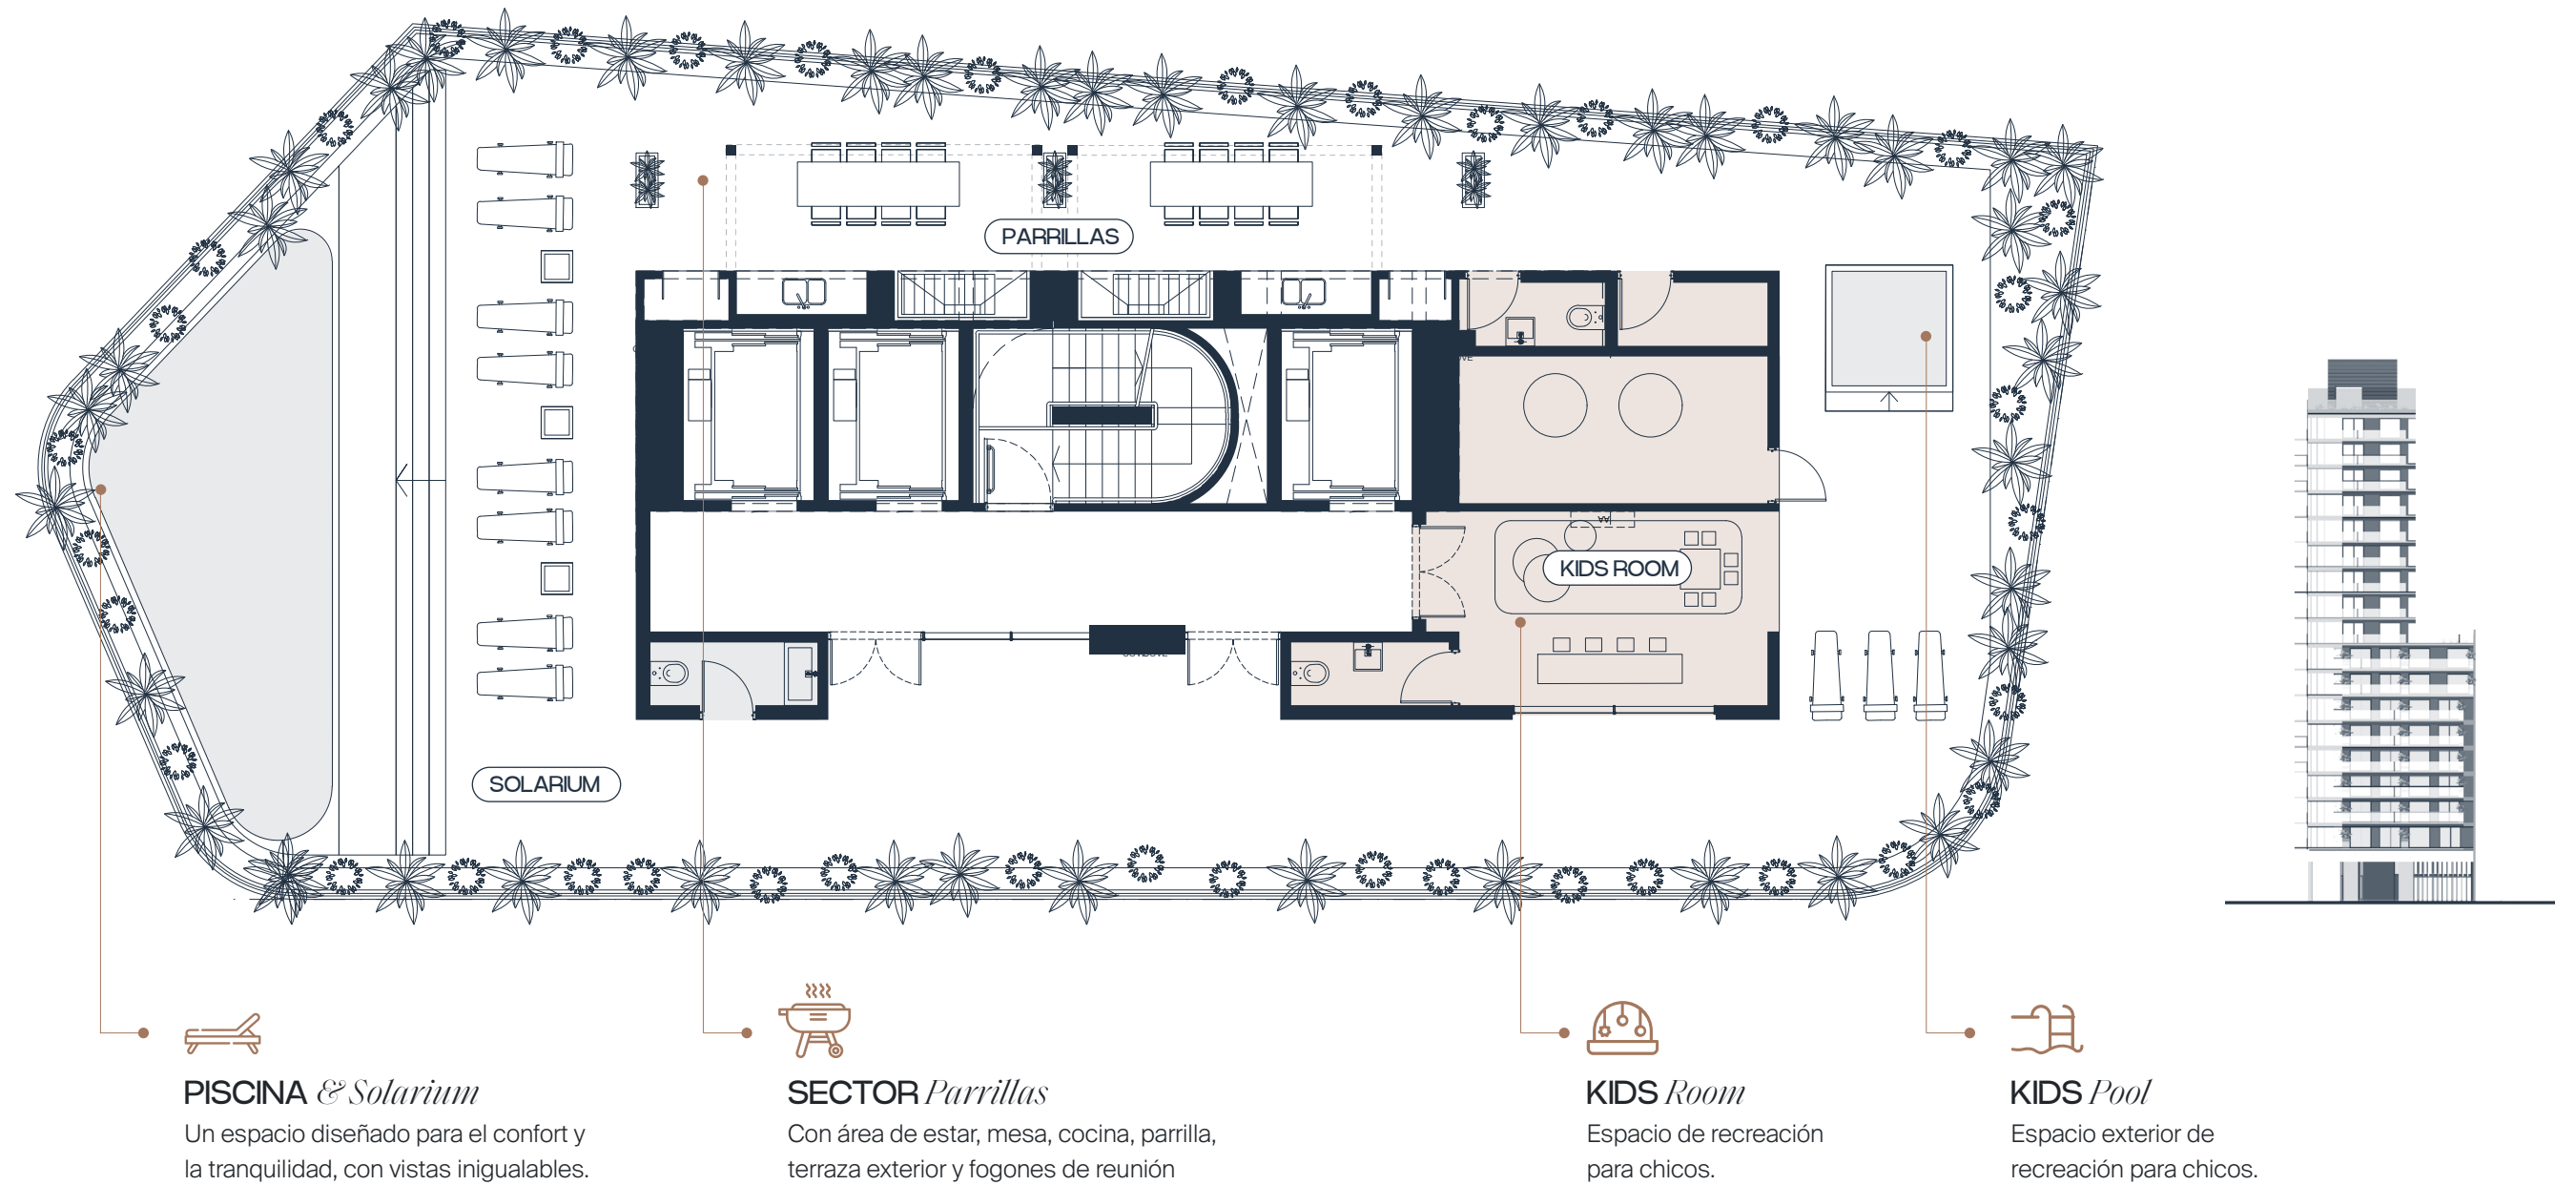 PARRILLAS
KIDS ROOM
SOLARIUM
PISCINA & Solarium
Un espacio diseñado para el confort y
la tranquilidad, con vistas inigualables.
SECTOR Parrillas
Con área de estar, mesa, cocina, parrilla,
terraza exterior y fogones de reunión
KIDS Room
Espacio de recreación
para chicos.
KIDS Pool
Espacio exterior de
recreación para chicos.